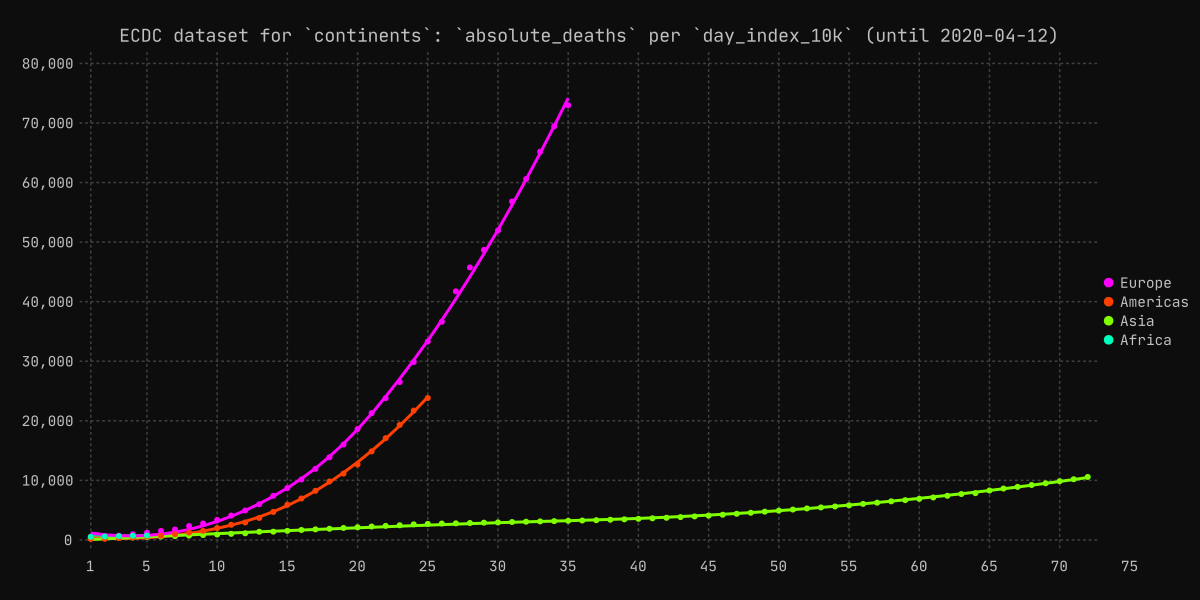 ECDC dataset for `continents`: `absolute_deaths` per `day_index_10k` (until 2020-04-12)
80,000
70,000
60,000
50,000
40,000
30,000
20,000
10,000
0
1 5 10 15 20 25 30 35 40 45 50 55 60 65 70 75
Europe
Americas
Asia
Africa